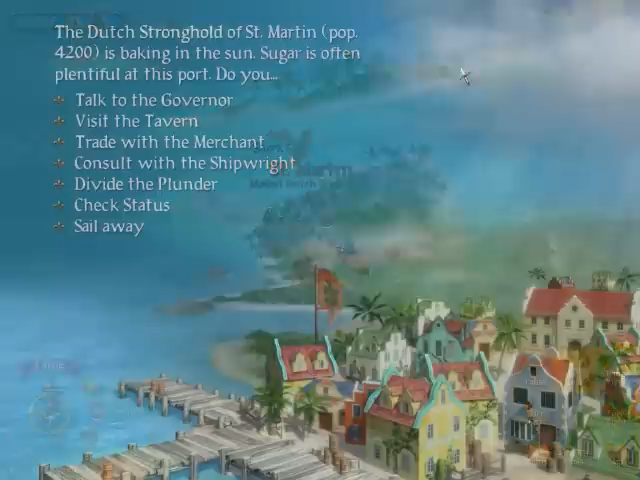 The Dutch Stronghold of St. Martin (pop.
4200) is baking in the sun. Sugar is often
plentiful at this port. Do you...
Talk to the Governor
Visit the Tavern
Trade with the Merchant
Consult with the Shipwright
Divide the Plunder
Check Status
Sail away